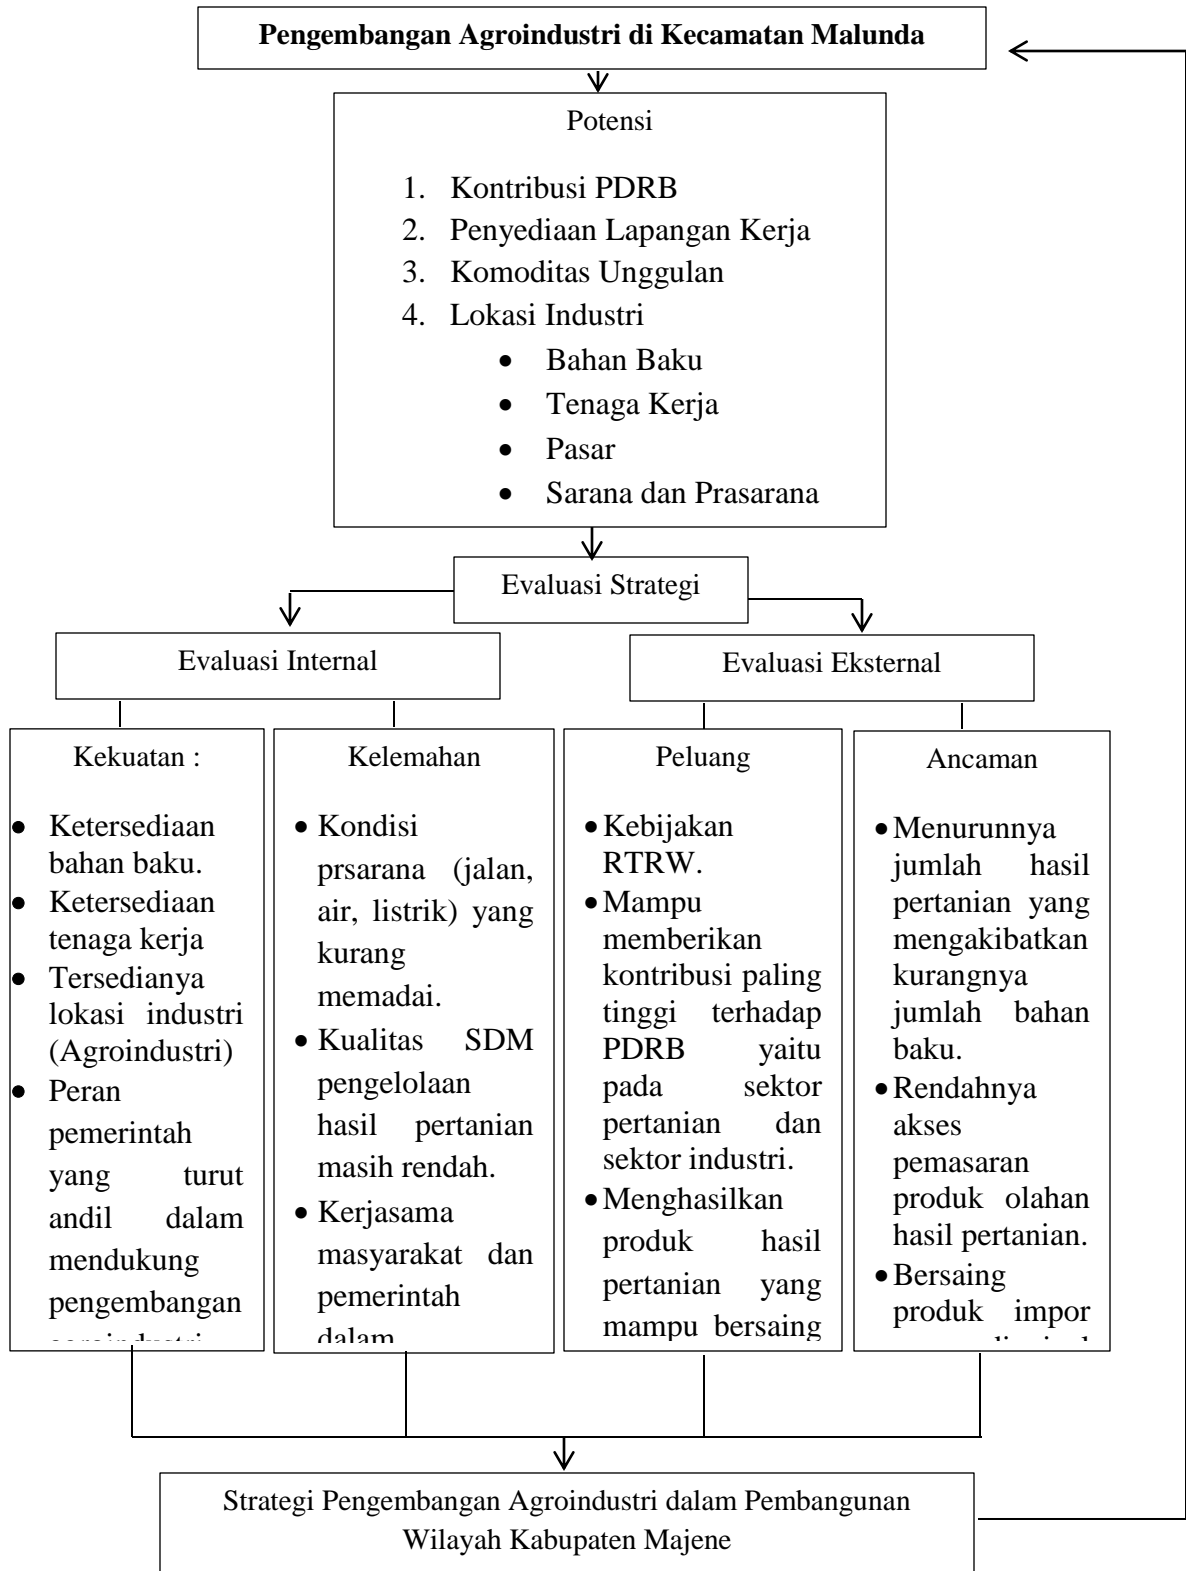 Pengembangan Agroindustri di Kecamatan Malunda
Potensi
1. Kontribusi PDRB
2. Penyediaan Lapangan Kerja
3. Komoditas Unggulan
4. Lokasi Industri
• Bahan Baku
• Tenaga Kerja
• Pasar
• Sarana dan Prasarana
Evaluasi Strategi
Evaluasi Internal
Evaluasi Eksternal
Kekuatan :
• Ketersediaan
bahan baku.
• Ketersediaan
tenaga kerja
• Tersedianya
lokasi industri
(Agroindustri)
• Peran
pemerintah
yang turut
andil dalam
mendukung
pengembangan
Kelemahan
• Kondisi
prsarana (jalan,
air, listrik) yang
kurang
memadai.
• Kualitas SDM
pengelolaan
hasil pertanian
masih rendah.
• Kerjasama
masyarakat dan
pemerintah
dalam
Peluang
• Kebijakan
RTRW.
• Mampu
memberikan
kontribusi paling
tinggi terhadap
PDRB yaitu
pada sektor
pertanian dan
sektor industri.
• Menghasilkan
produk hasil
pertanian yang
mampu bersaing
Ancaman
• Menurunnya
jumlah hasil
pertanian yang
mengakibatkan
kurangnya
jumlah bahan
baku.
• Rendahnya
akses
pemasaran
produk olahan
hasil pertanian.
• Bersaing
produk impor
Strategi Pengembangan Agroindustri dalam Pembangunan
Wilayah Kabupaten Majene